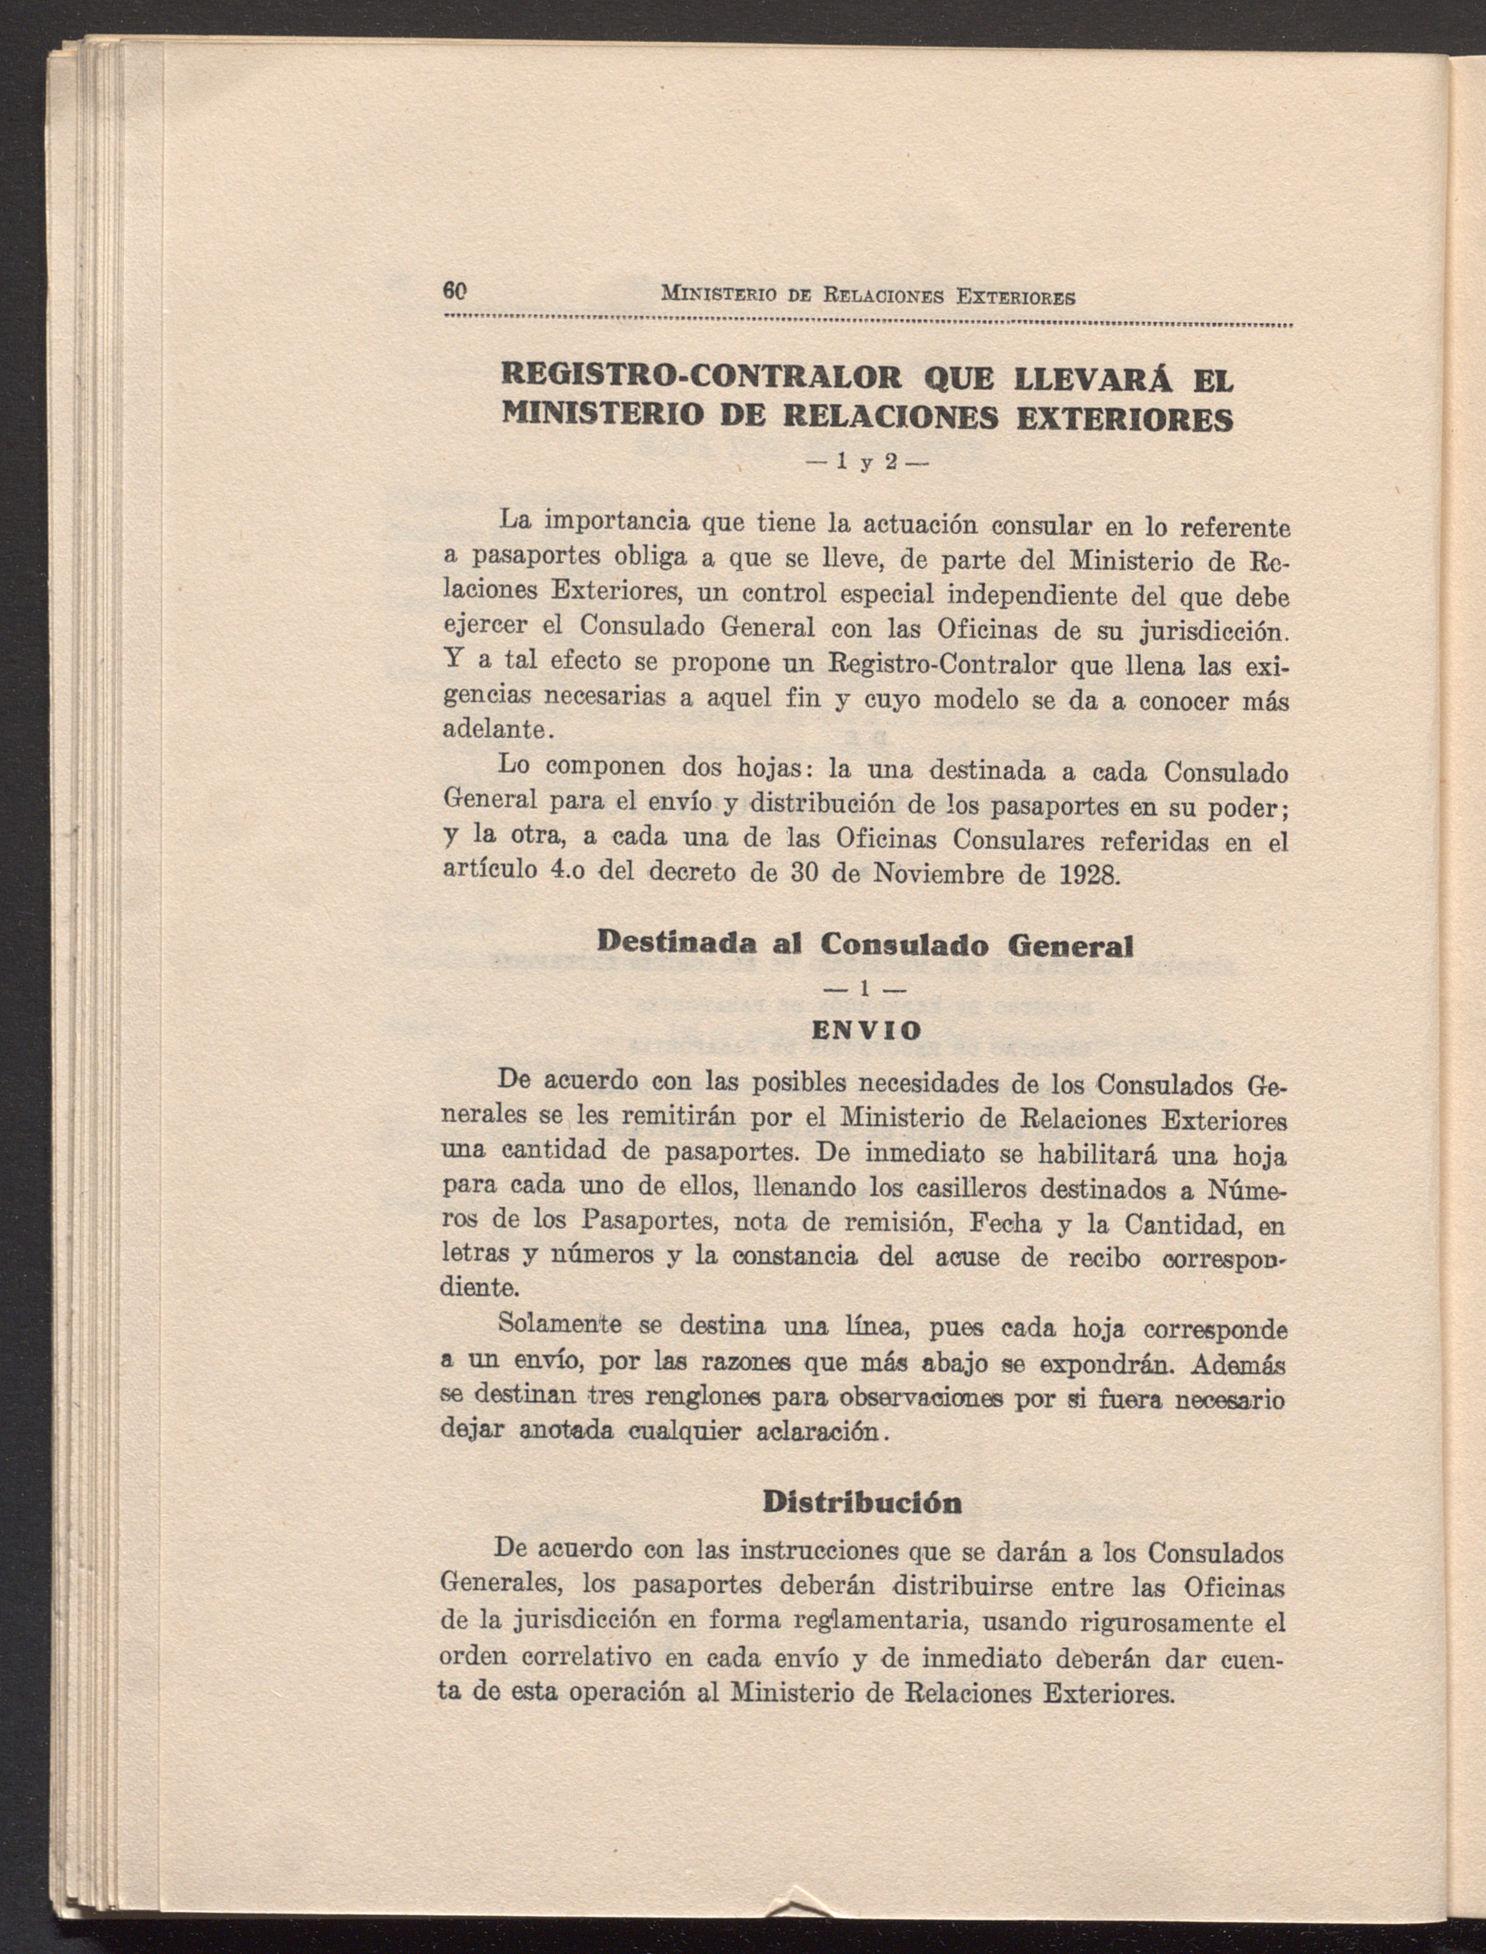 60
MINISTERIO DE RELACIONES EXTERIORES
REGISTRO-CONTRALOR QUE LLEVARÁ EL
MINISTERIO DE RELACIONES EXTERIORES
— 1 y 2 —
La importancia que tiene la actuación consular en lo referente
a pasaportes obliga a que se lleve, de parte del Ministerio de Re-
laciones Exteriores, un control especial independiente del que debe
ejercer el Consulado General con las Oficinas de su jurisdicción.
Y a tal efecto se propone un Registro-Contralor que llena las exi-
gencias necesarias a aquel fin y cuyo modelo se da a conocer más
adelante.
Lo componen dos hojas: la una destinada a cada Consulado
General para el envío y distribución de los pasaportes en su poder;
y la otra, a cada una de las Oficinas Consulares referidas en el
artículo 4.o del decreto de 30 de Noviembre de 1928.
Destinada al Consulado General
— 1 —
ENVIO
De acuerdo con las posibles necesidades de los Consulados Ge-
nerales se les remitirán por el Ministerio de Relaciones Exteriores
una cantidad de pasaportes. De inmediato se habilitará una hoja
para cada uno de ellos, llenando los casilleros destinados a Núme-
ros de los Pasaportes, nota de remisión, Fecha y la Cantidad, en
letras y números y la constancia del acuse de recibo correspon-
diente.
Solamente se destina una línea, pues cada hoja corresponde
a un envío, por las razones que más abajo se expondrán. Además
se destinan tres renglones para observaciones por si fuera necesario
dejar anotada cualquier aclaración.
Distribución
De acuerdo con las instrucciones que se darán a los Consulados
Generales, los pasaportes deberán distribuirse entre las Oficinas
de la jurisdicción en forma reglamentaria, usando rigurosamente el
orden correlativo en cada envío y de inmediato deberán dar cuen-
ta de esta operación al Ministerio de Relaciones Exteriores.